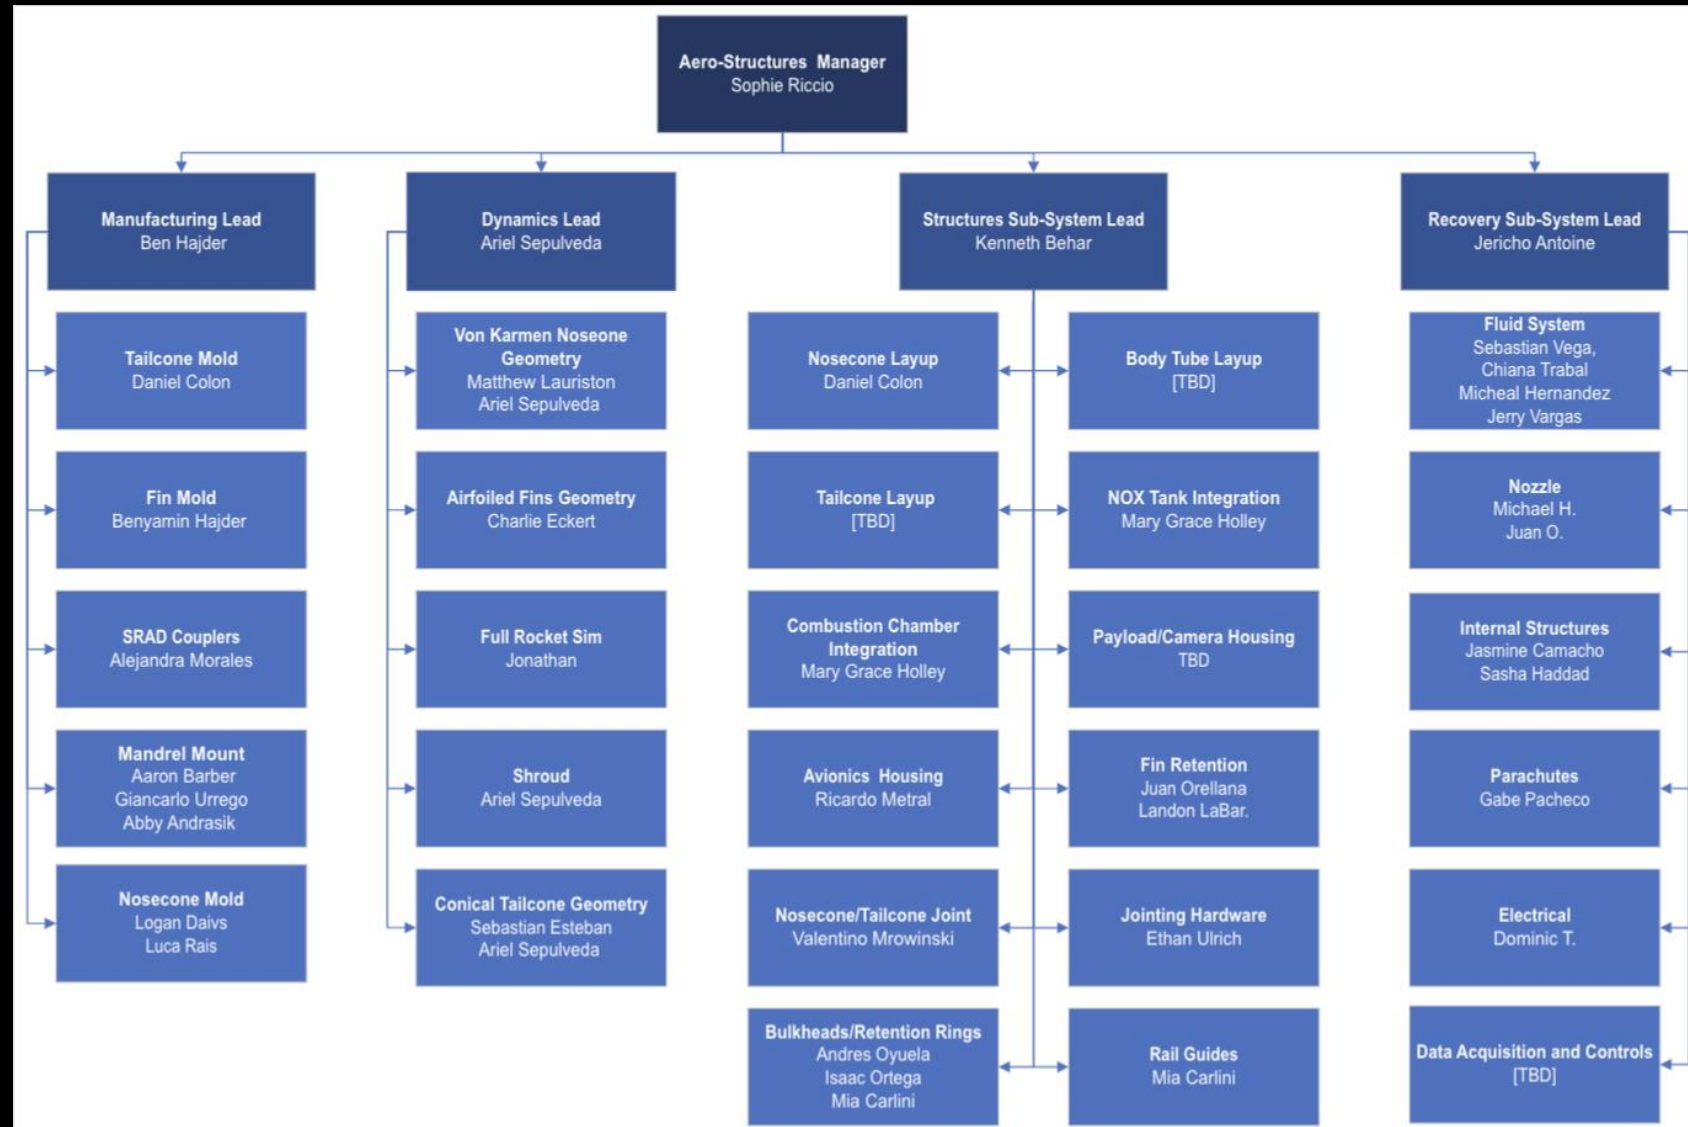 Aero-Structures Manager
Sophie Riccio
Manufacturing Lead
Ben Hajder
Tailcone Mold
Daniel Colon
Fin Mold
Benyamin Hajder
SRAD Couplers
Alejandra Morales
Mandrel Mount
Aaron Barber
Giancarlo Urrego
Abby Andrasik
Nosecone Mold
Logan Daivs
Luca Rais
Dynamics Lead
Ariel Sepulveda
Von Karmen Noseone
Geometry
Matthew Lauriston
Ariel Sepulveda
Airfoiled Fins Geometry
Charlie Eckert
Full Rocket Sim
Jonathan
Shroud
Ariel Sepulveda
Conical Tailcone Geometry
Sebastian Esteban
Ariel Sepulveda
Structures Sub-System Lead
Kenneth Behar
Nosecone Layup
Daniel Colon
Body Tube Layup
[TBD]
Tailcone Layup
[TBD]
NOX Tank Integration
Mary Grace Holley
Combustion Chamber
Integration
Mary Grace Holley
Payload/Camera Housing
TBD
Avionics Housing
Ricardo Metral
Fin Retention
Juan Orellana
Landon LaBar.
Nosecone/Tailcone Joint
Valentino Mrowinski
Jointing Hardware
Ethan Ulrich
Bulkheads/Retention Rings
Andres Oyuela
Isaac Ortega
Mia Carlini
Rail Guides
Mia Carlini
Recovery Sub-System Lead
Jericho Antoine
Fluid System
Sebastian Vega,
Chiana Trabal
Micheal Hernandez
Jerry Vargas
Nozzle
Michael H.
Juan O.
Internal Structures
Jasmine Camacho
Sasha Haddad
Parachutes
Gabe Pacheco
Electrical
Dominic T.
Data Acquisition and Controls
[TBD]